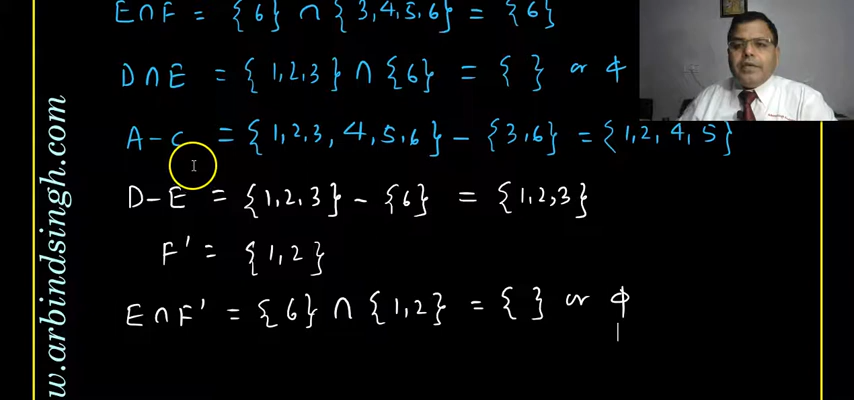 E∩F = {6} ∩ {3,4,5,6} = {6}
D∩E = {1,2,3} ∩ {6} = { } or ϕ
A-C = {1,2,3,4,5,6} - {3,6} = {1,2,4,5}
D-E = {1,2,3} - {6} = {1,2,3}
F' = {1,2}
E∩F' = {6} ∩ {1,2} = { } or ϕ
w.arbindsingh.com/